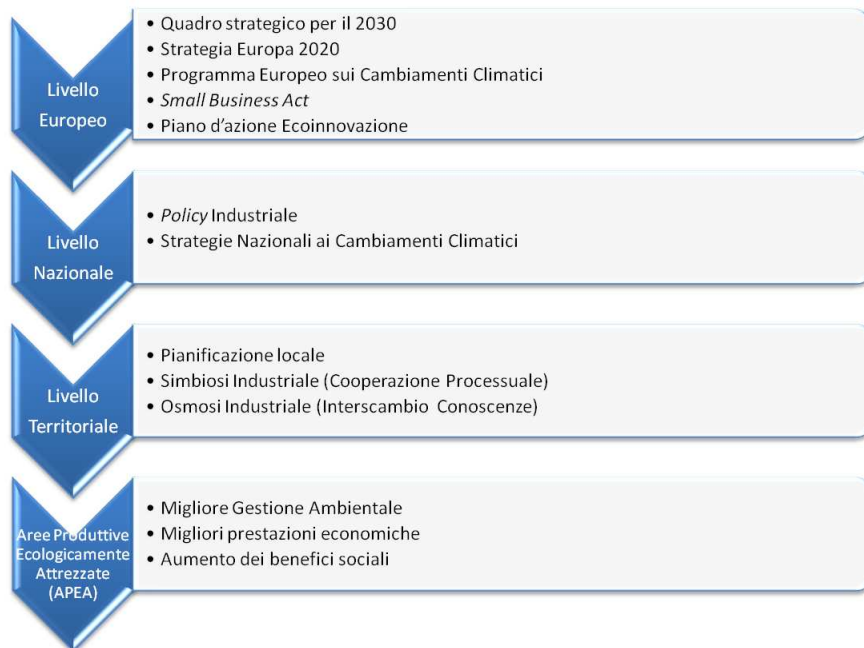 Livello
Europeo
• Quadro strategico per il 2030
• Strategia Europa 2020
• Programma Europeo sui Cambiamenti Climatici
• Small Business Act
• Piano d'azione Ecoinnovazione
Livello
Nazionale
• Policy Industriale
• Strategie Nazionali ai Cambiamenti Climatici
Livello
Territoriale
• Pianificazione locale
• Simbiosi Industriale (Cooperazione Processuale)
• Osmosi Industriale (Interscambio Conoscenze)
Aree Produttive
Ecologicamente
Attrezzate
(APEA)
• Migliore Gestione Ambientale
• Migliori prestazioni economiche
• Aumento dei benefici sociali